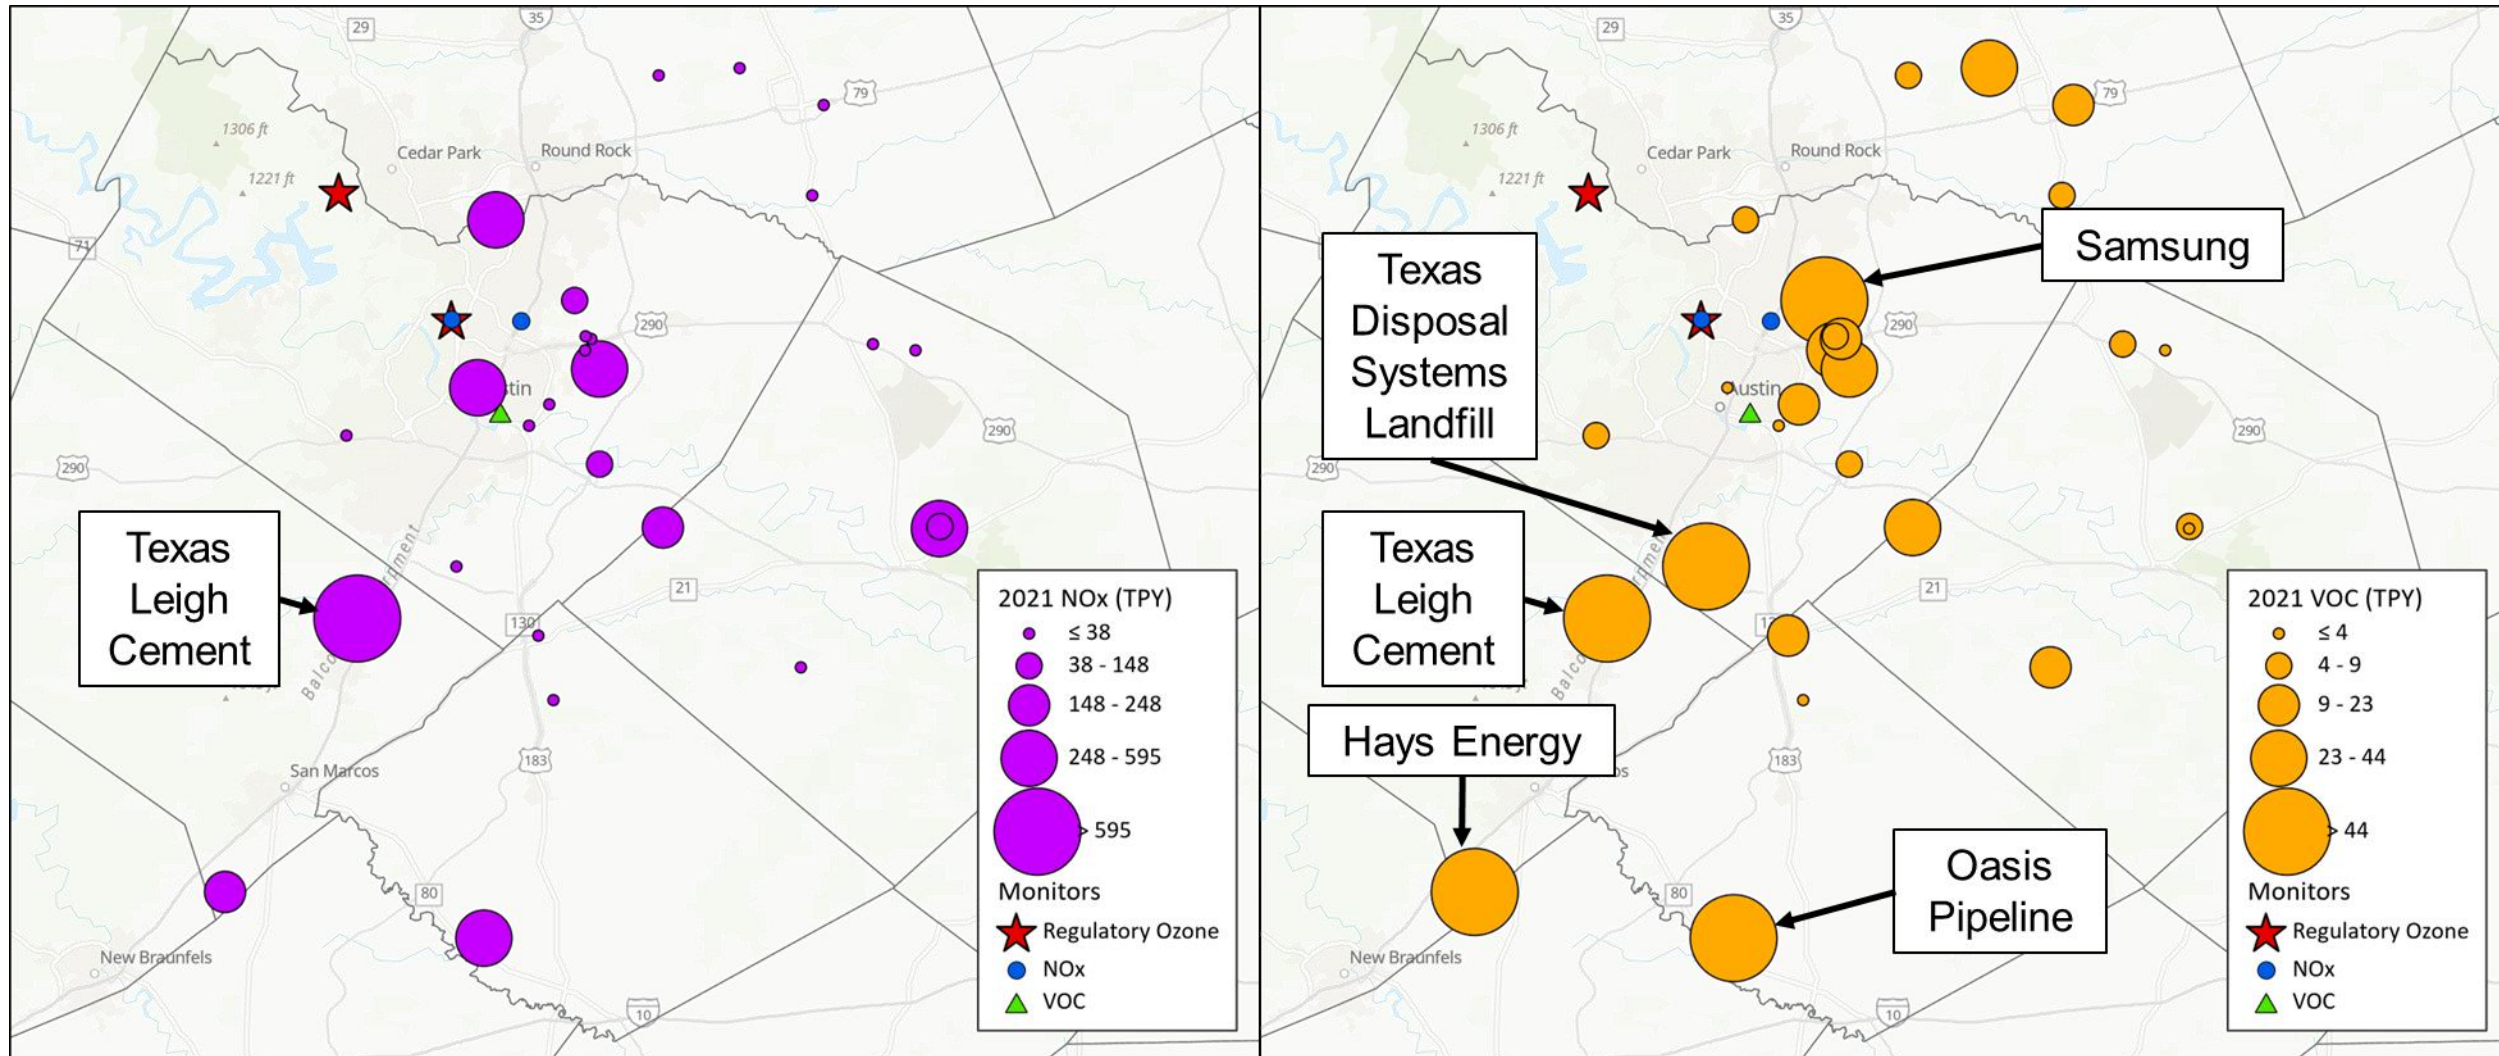 29
35
79
1306 ft
Cedar Park
Round Rock
1221 ft
71
290
stin
290
290
Texas
Leigh
Cement
21
130
183
San Marcos
80
New Braunfels
10
2021 NOx (TPY)
≤ 38
38 - 148
148 - 248
248 - 595
> 595
Monitors
Regulatory Ozone
NOx
VOC
29
35
79
1306 ft
Cedar Park
Round Rock
1221 ft
Samsung
Texas
Disposal
Systems
Landfill
290
Austin
290
290
Texas
Leigh
Cement
21
Hays Energy
183
80
Oasis
Pipeline
New Braunfels
10
2021 VOC (TPY)
≤ 4
4 - 9
9 - 23
23 - 44
> 44
Monitors
Regulatory Ozone
NOx
VOC